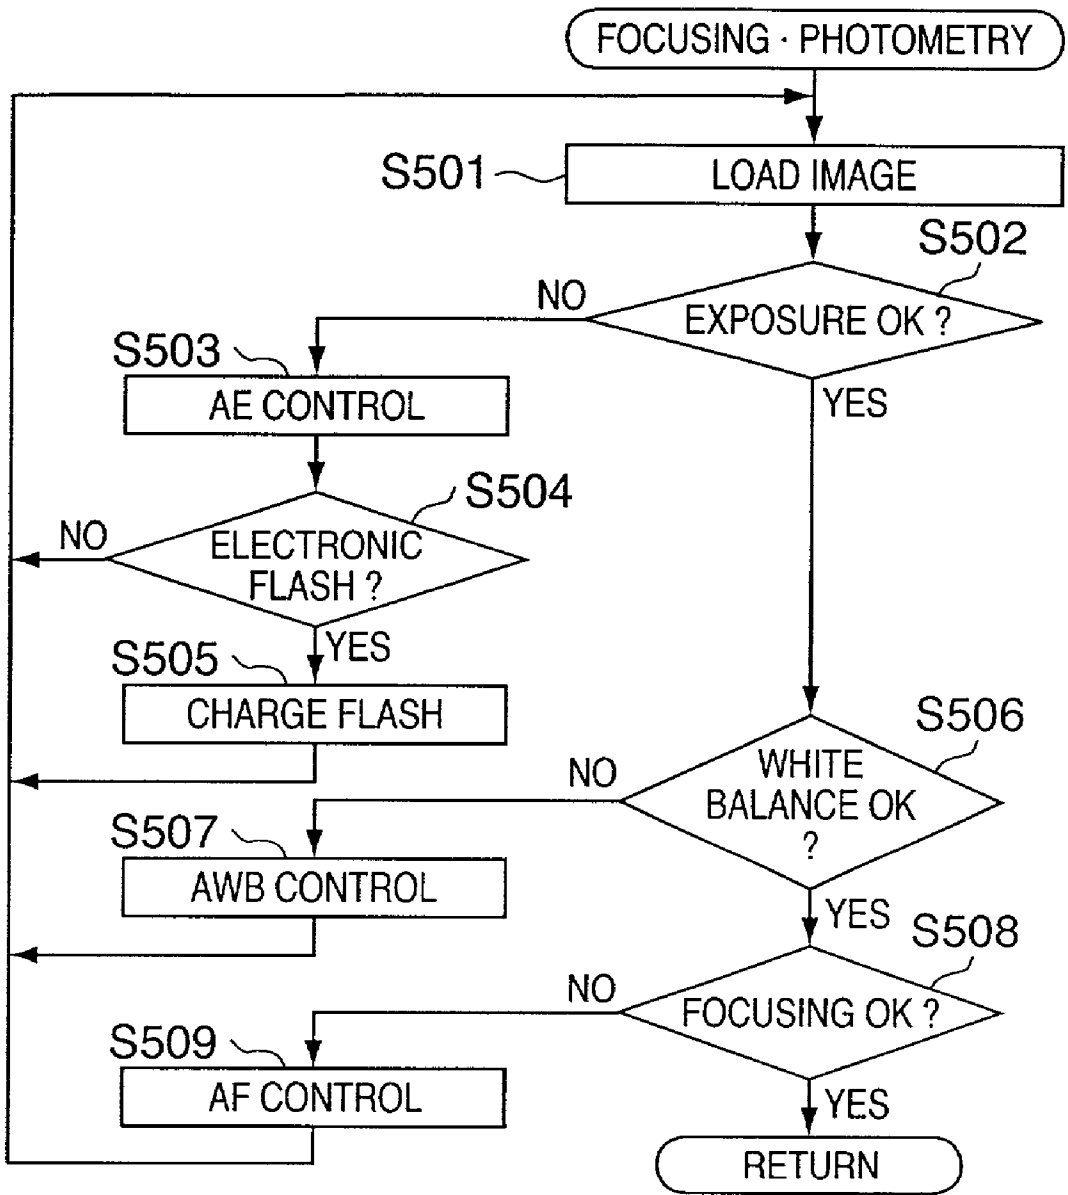 FOCUSING · PHOTOMETRY
S501
LOAD IMAGE
S502
NO
EXPOSURE OK ?
YES
S503
AE CONTROL
S504
NO
ELECTRONIC
FLASH ?
YES
S505
CHARGE FLASH
S506
NO
WHITE
BALANCE OK
?
YES
S507
AWB CONTROL
S508
NO
FOCUSING OK ?
YES
S509
AF CONTROL
RETURN